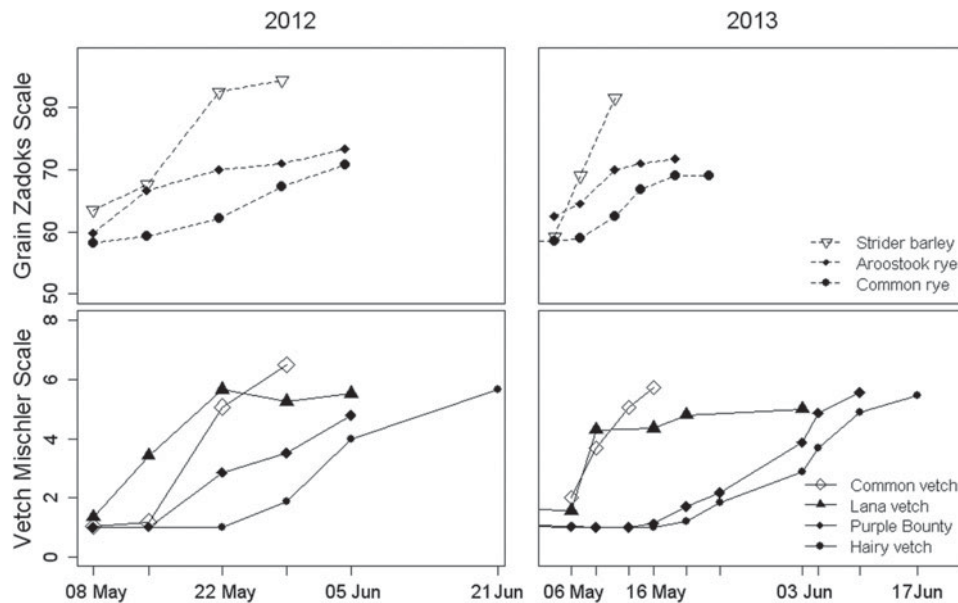 2012
2013
Grain Zadoks Scale
80
70
60
50
Strider barley
Aroostook rye
Common rye
Vetch Mischler Scale
8
6
4
2
0
Common vetch
Lana vetch
Purple Bounty
Hairy vetch
08 May
22 May
05 Jun
21 Jun
06 May
16 May
03 Jun
17 Jun